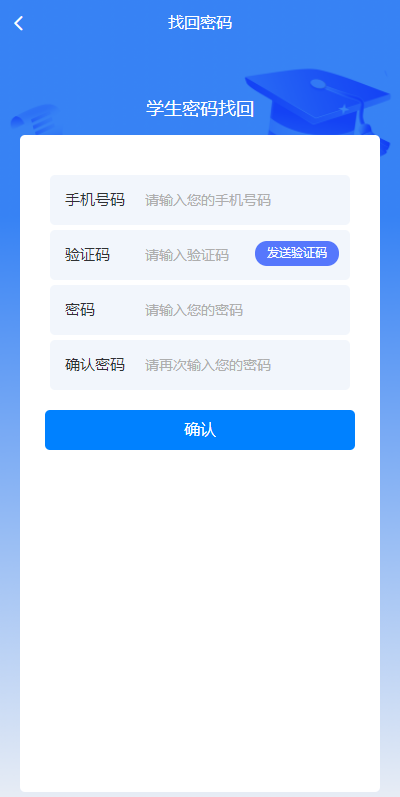 找回密码
学生密码找回
手机号码 请输入您的手机号码
验证码 请输入验证码 发送验证码
密码 请输入您的密码
确认密码 请再次输入您的密码
确认